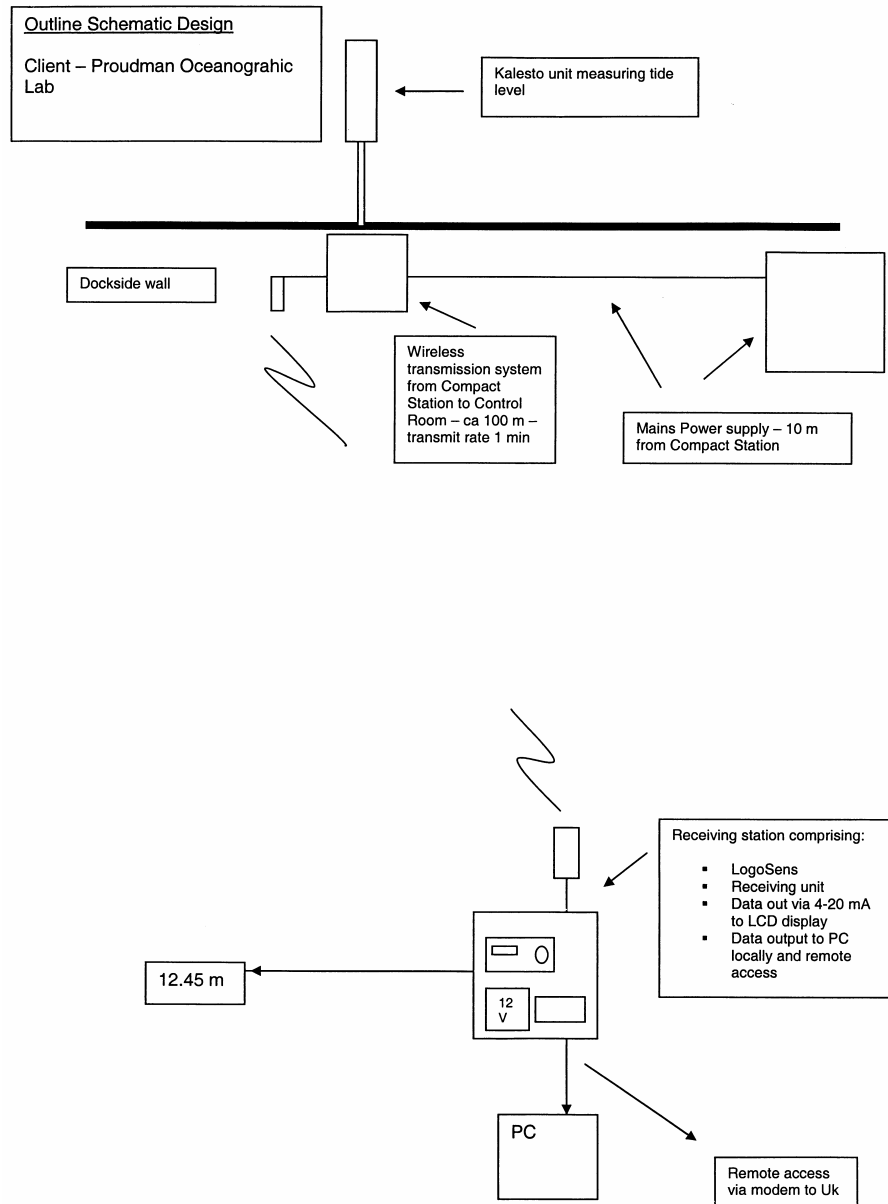 Outline Schematic Design
Client – Proudman Oceanograhic
Lab
Kalesto unit measuring tide
level
Dockside wall
Wireless
transmission system
from Compact
Station to Control
Room – ca 100 m –
transmit rate 1 min
Mains Power supply – 10 m
from Compact Station
Receiving station comprising:
▪ LogoSens
▪ Receiving unit
▪ Data out via 4-20 mA
to LCD display
▪ Data output to PC
locally and remote
access
12.45 m
12
V
PC
Remote access
via modem to Uk